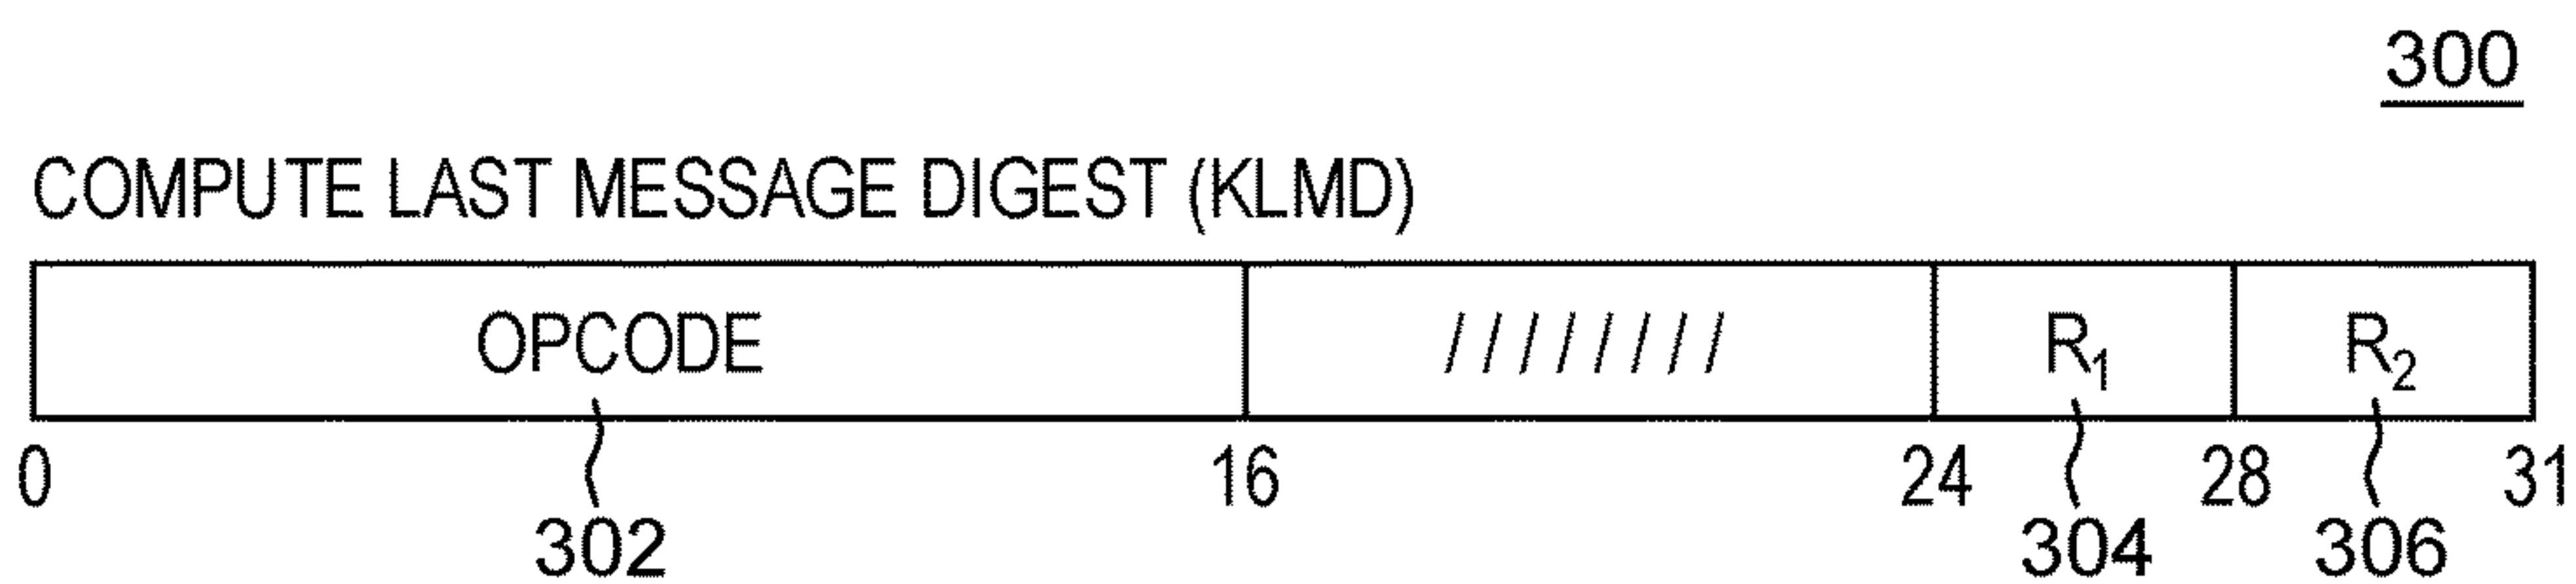 300
COMPUTE LAST MESSAGE DIGEST (KLMD)
OPCODE //////// R₁ R₂
0 16 24 28 31
302 304 306